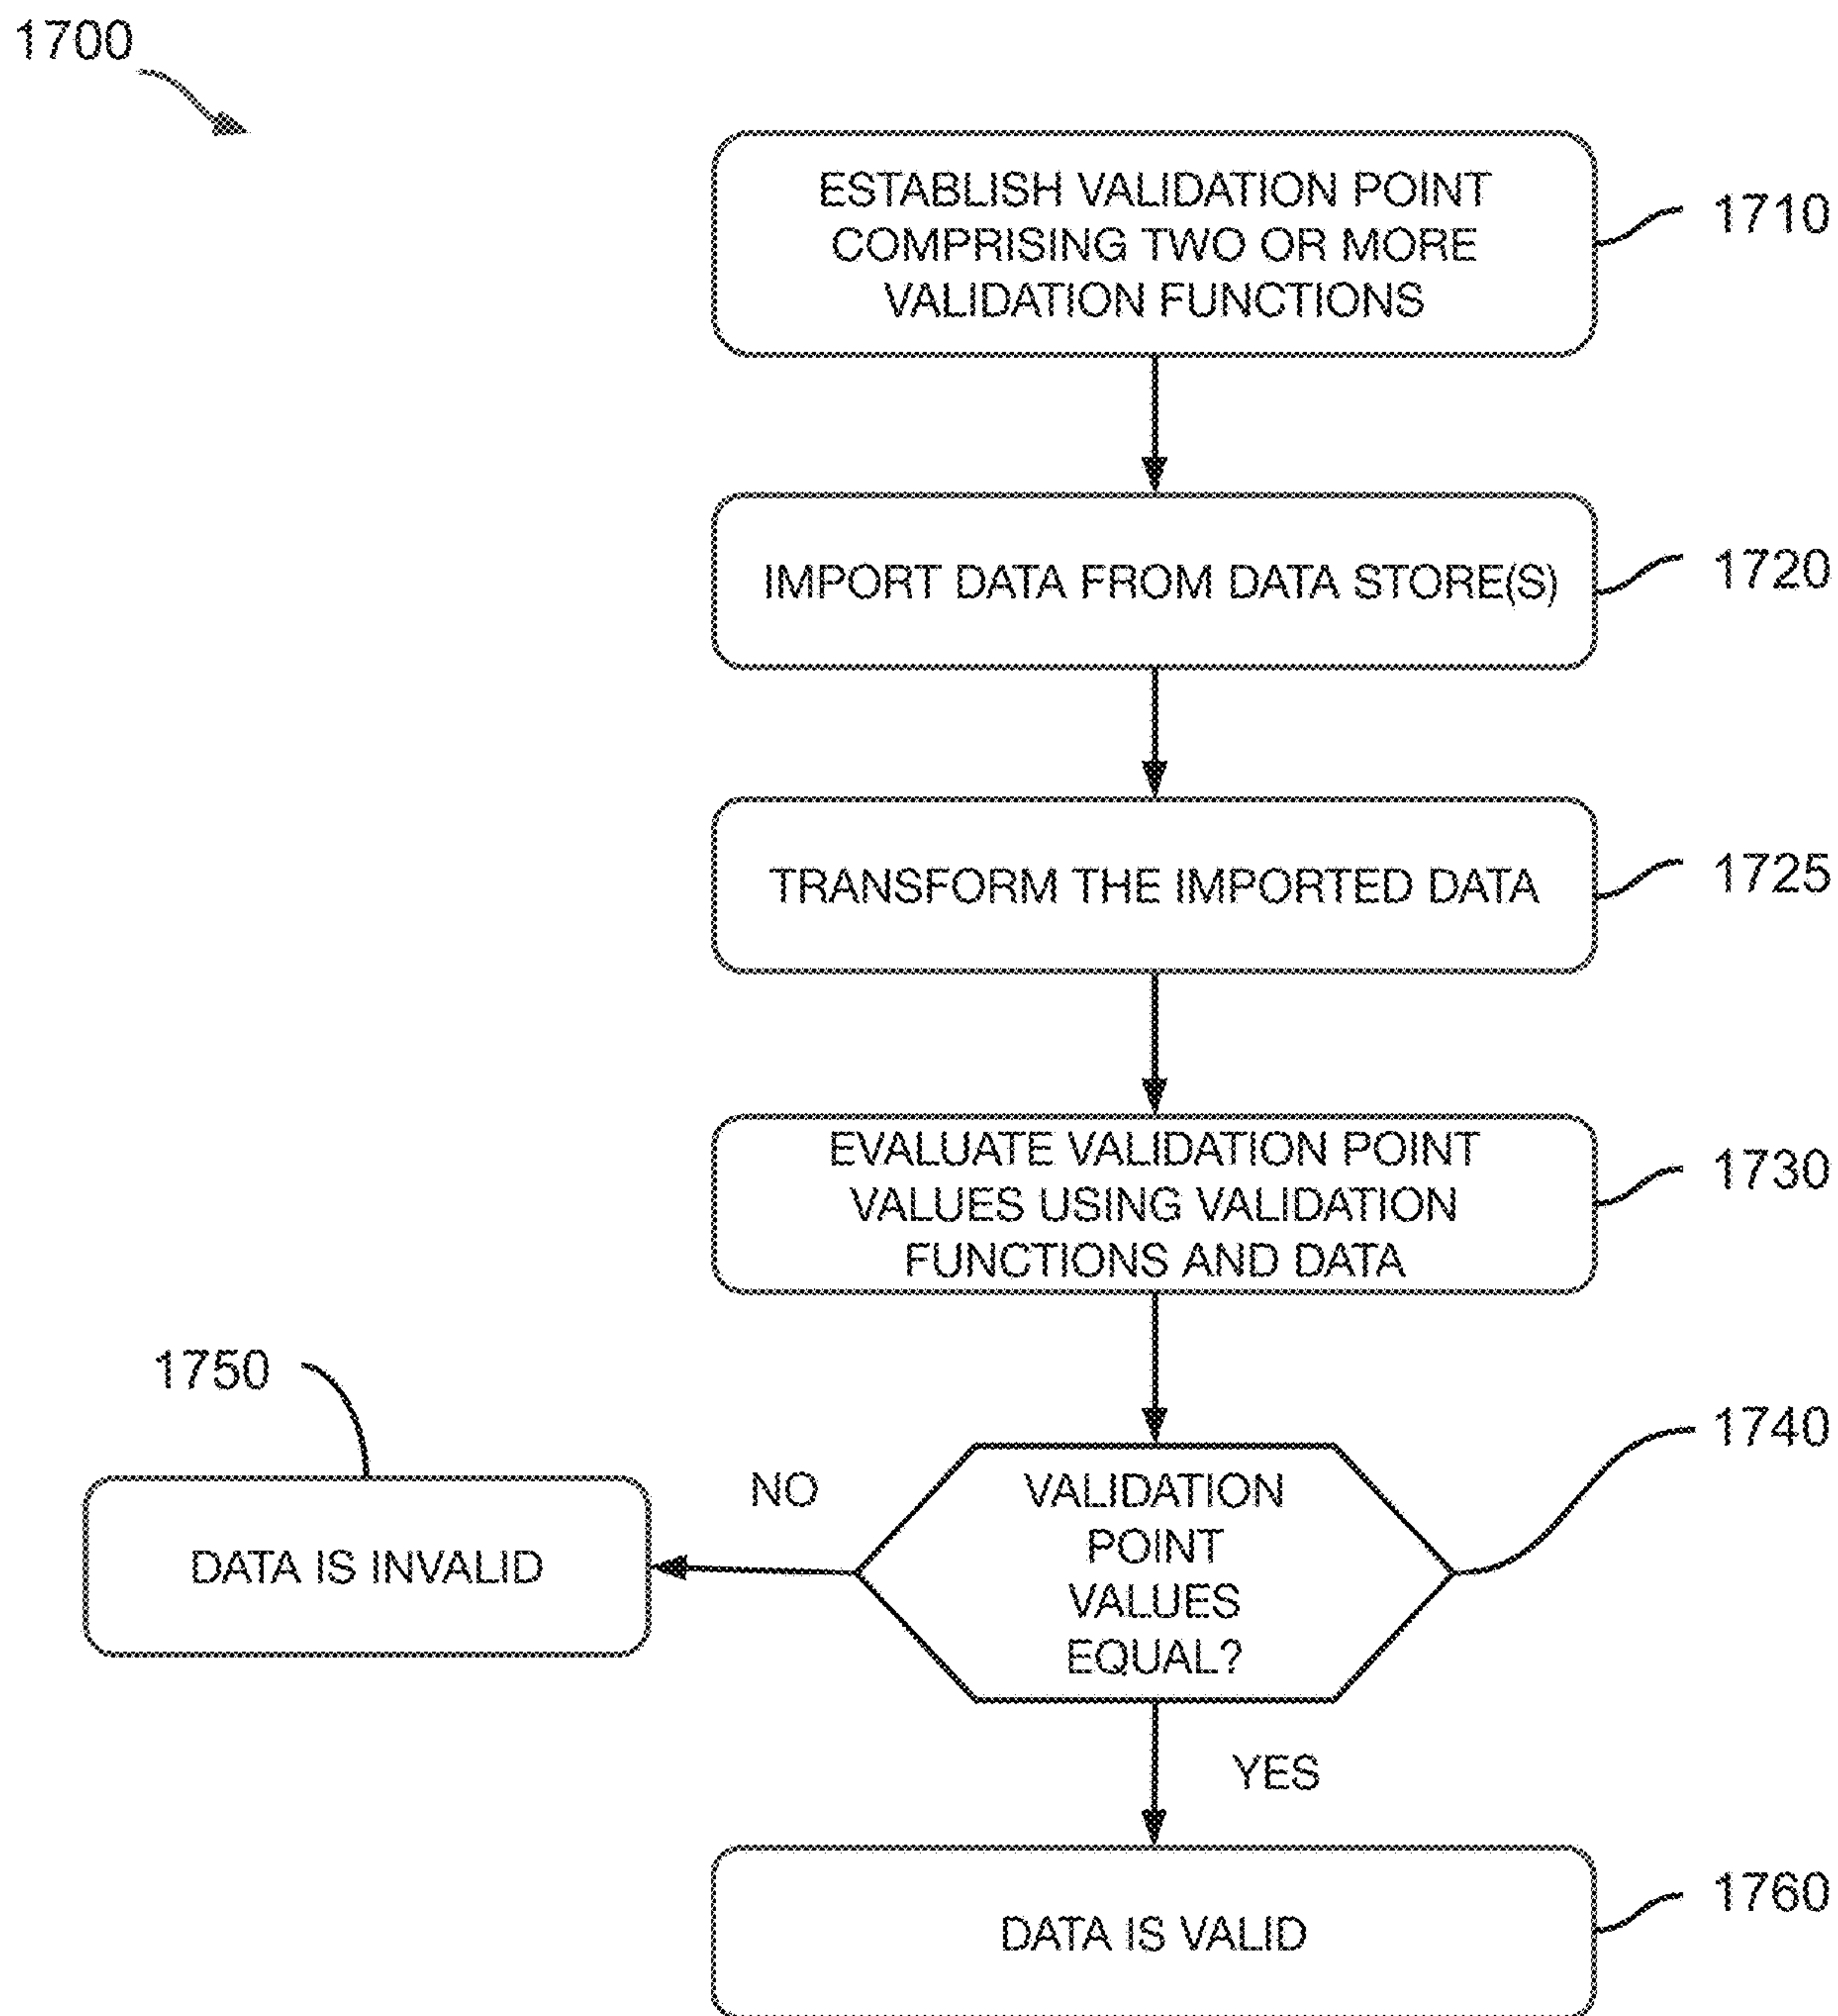 1700
ESTABLISH VALIDATION POINT
COMPRISING TWO OR MORE
VALIDATION FUNCTIONS
1710
IMPORT DATA FROM DATA STORE(S)
1720
TRANSFORM THE IMPORTED DATA
1725
EVALUATE VALIDATION POINT
VALUES USING VALIDATION
FUNCTIONS AND DATA
1730
1750
1740
NO
VALIDATION
POINT
VALUES
EQUAL?
DATA IS INVALID
YES
DATA IS VALID
1760